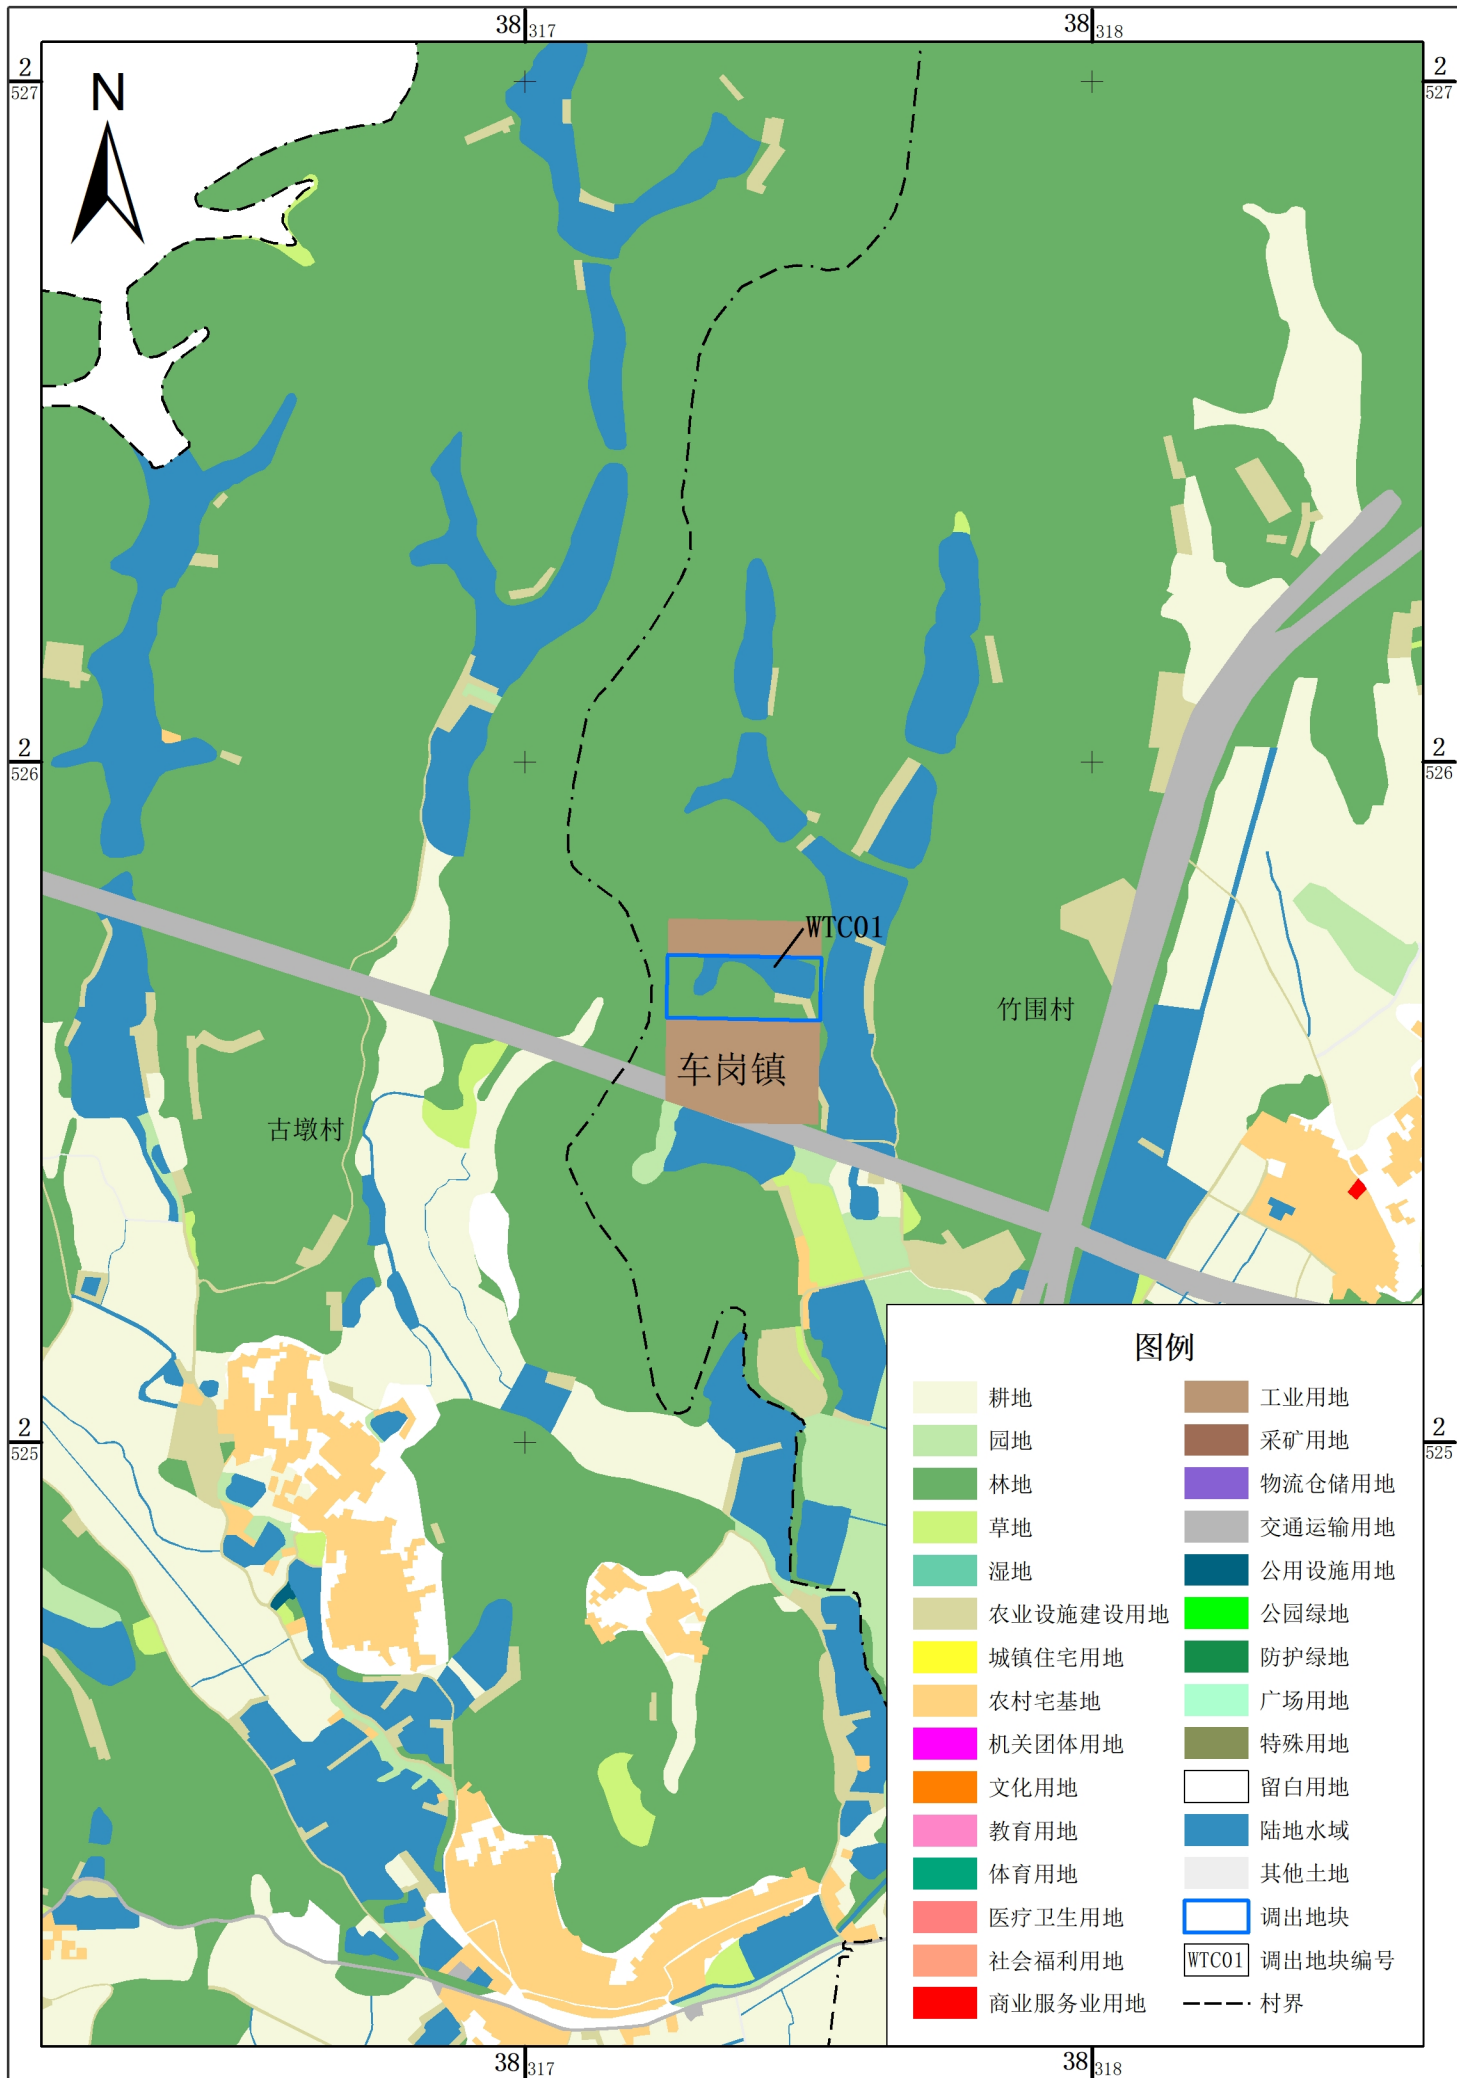 38 317
38 318
2 527
2 527
N
2 526
2 526
WTC01
竹围村
车岗镇
古墩村
2 525
2 525
图例
耕地
园地
林地
草地
湿地
农业设施建设用地
城镇住宅用地
农村宅基地
机关团体用地
文化用地
教育用地
体育用地
医疗卫生用地
社会福利用地
商业服务业用地
工业用地
采矿用地
物流仓储用地
交通运输用地
公用设施用地
公园绿地
防护绿地
广场用地
特殊用地
留白用地
陆地水域
其他土地
调出地块
WTC01 调出地块编号
村界
38 317
38 318